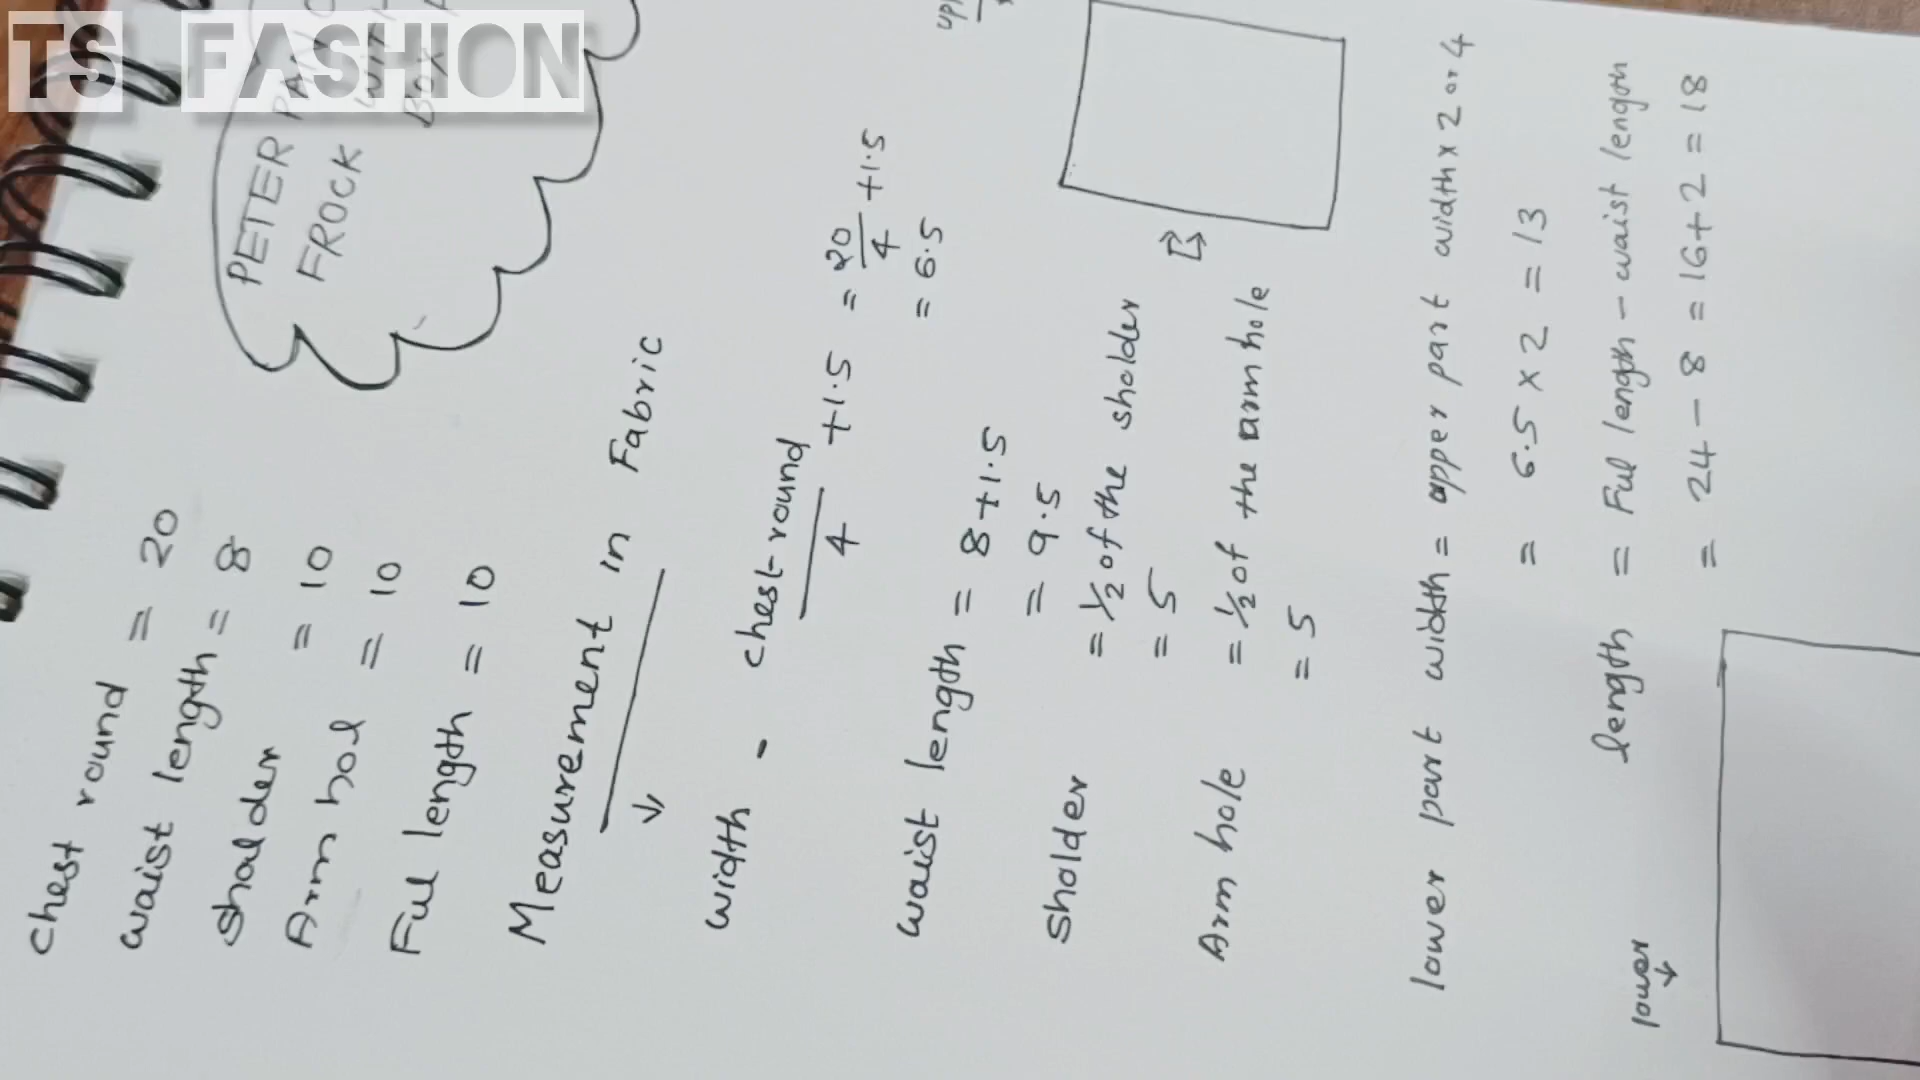 TS FASHION
PETER PAN
FROCK WITH
BOX
chest round = 20
waist length = 8
Shoulder = 10
Arm hol = 10
Ful length = 10
Measurement in Fabric
width - chest-round / 4 +1.5 = 20/4 +1.5
= 6.5
waist length = 8+1.5
= 9.5
sholder = 1/2 of the sholder
= 5
Arm hole = 1/2 of the arm hole
= 5
lower part width = upper part width x 2 or 4
= 6.5 x 2 = 13
length = Ful length - waist length
= 24 - 8 = 16+2 = 18
lower